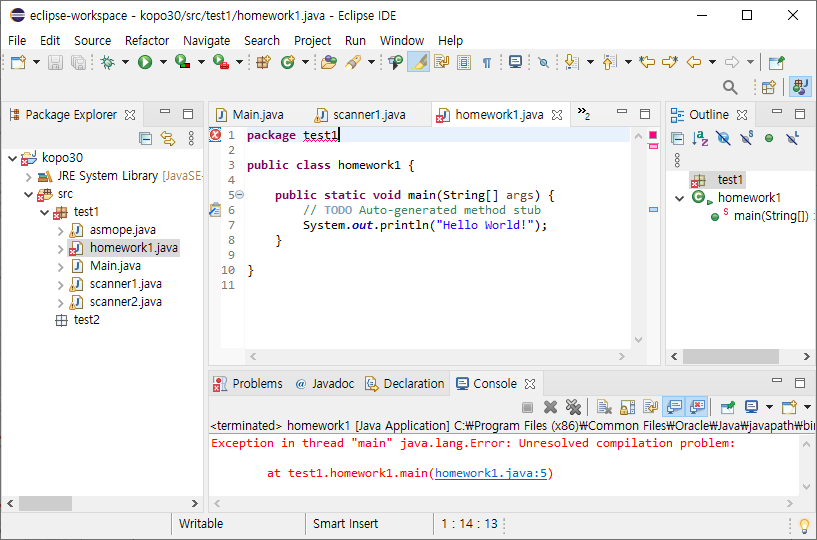 eclipse-workspace - kopo30/src/test1/homework1.java - Eclipse IDE
File Edit Source Refactor Navigate Search Project Run Window Help
Package Explorer
kopo30
JRE System Library [JavaSE-
src
test1
asmope.java
homework1.java
Main.java
scanner1.java
scanner2.java
test2
Main.java scanner1.java homework1.java »2
1 package test1
2
3 public class homework1 {
4
5 public static void main(String[] args) {
6 // TODO Auto-generated method stub
7 System.out.println("Hello World!");
8 }
9
10 }
11
Outline
test1
homework1
main(String[]) :
Problems @ Javadoc Declaration Console
<terminated> homework1 [Java Application] C:₩Program Files (x86)₩Common Files₩Oracle₩Java₩javapath₩bin
Exception in thread "main" java.lang.Error: Unresolved compilation problem:
at test1.homework1.main(homework1.java:5)
Writable Smart Insert 1 : 14 : 13